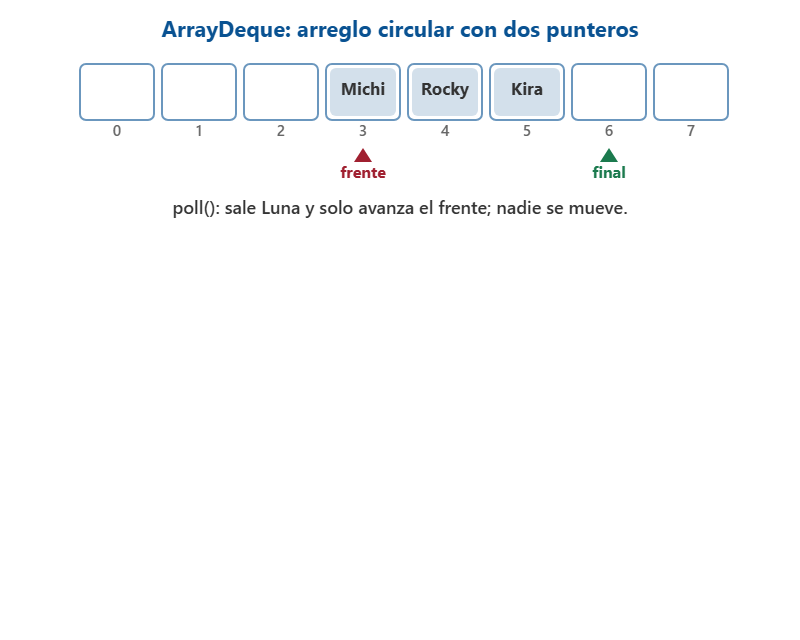 ArrayDeque: arreglo circular con dos punteros
Michi Rocky Kira
0 1 2 3 4 5 6 7
frente final
poll(): sale Luna y solo avanza el frente; nadie se mueve.